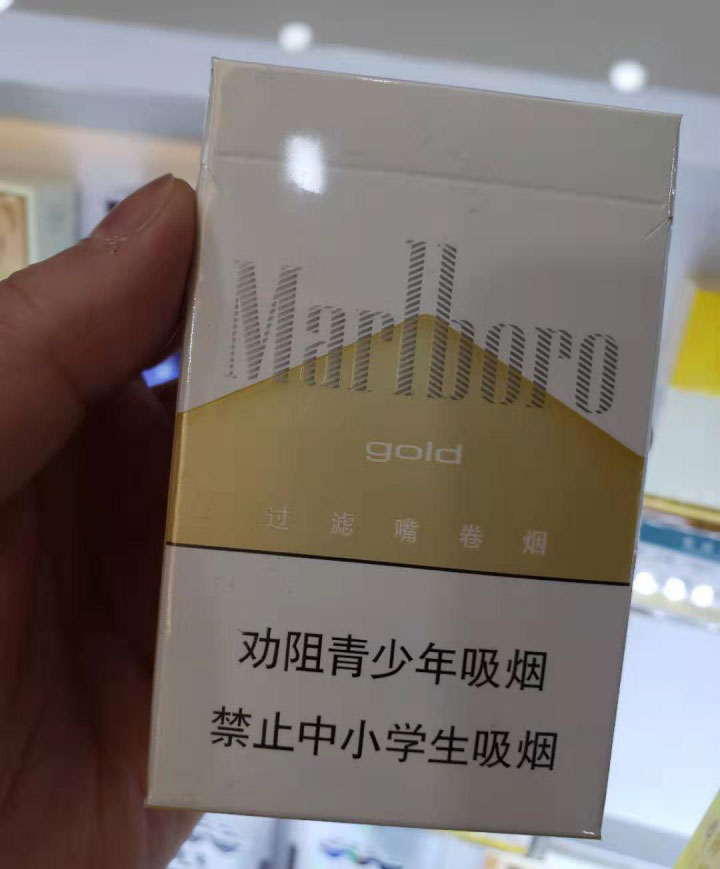 Marlboro
gold
过滤嘴卷烟
劝阻青少年吸烟
禁止中小学生吸烟